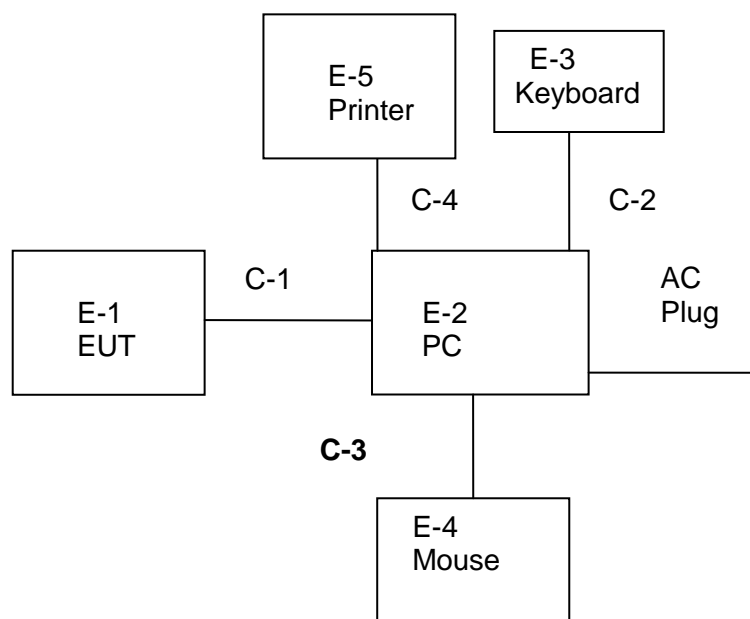 E-5
Printer
E-3
Keyboard
C-4
C-2
C-1
AC
Plug
E-1
EUT
E-2
PC
C-3
E-4
Mouse